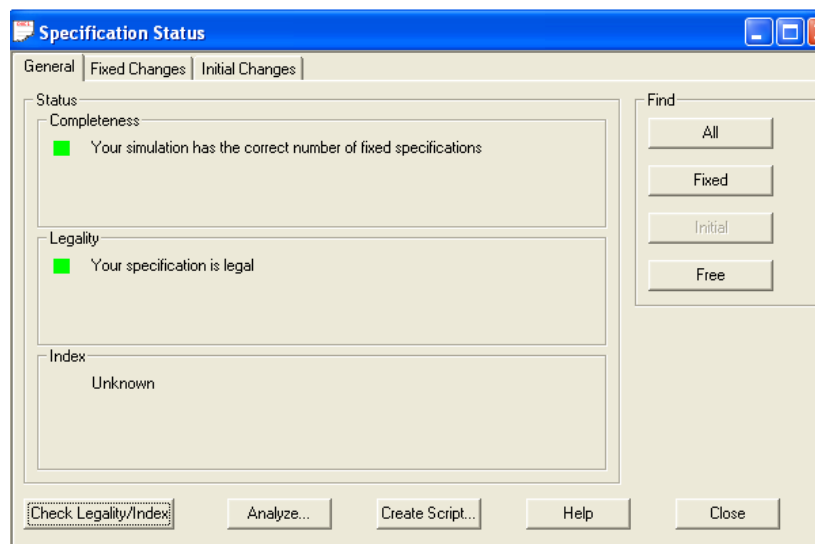 Specification Status
General
Fixed Changes
Initial Changes
Status
Completeness
Your simulation has the correct number of fixed specifications
Legality
Your specification is legal
Index
Unknown
Find
All
Fixed
Initial
Free
Check Legality/Index
Analyze...
Create Script...
Help
Close